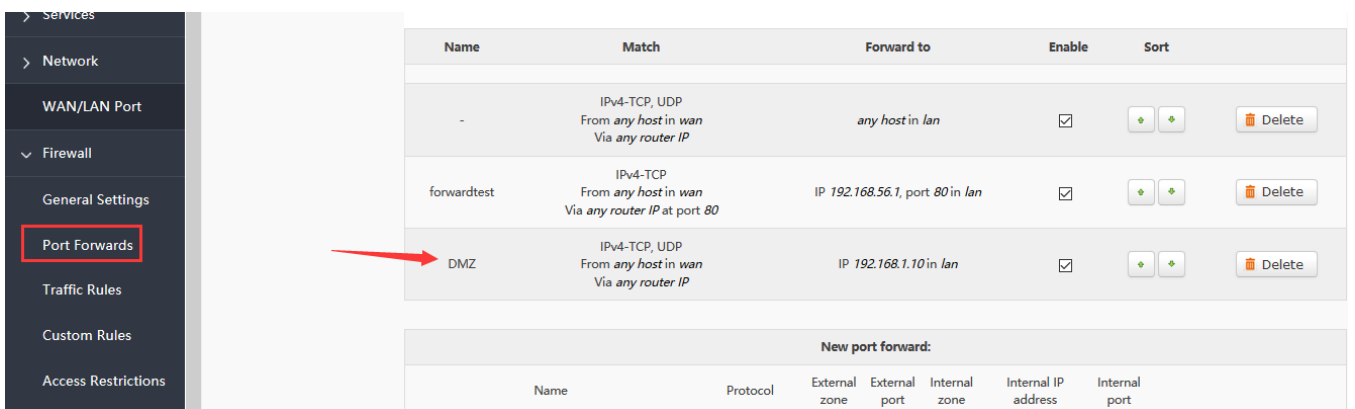 Services
Network
WAN/LAN Port
Firewall
General Settings
Port Forwards
Traffic Rules
Custom Rules
Access Restrictions
Name Match Forward to Enable Sort
IPv4-TCP, UDP
- From any host in wan any host in lan Delete
Via any router IP
IPv4-TCP
forwardtest From any host in wan IP 192.168.56.1, port 80 in lan Delete
Via any router IP at port 80
IPv4-TCP, UDP
DMZ From any host in wan IP 192.168.1.10 in lan Delete
Via any router IP
New port forward:
Name Protocol External zone External port Internal zone Internal IP address Internal port